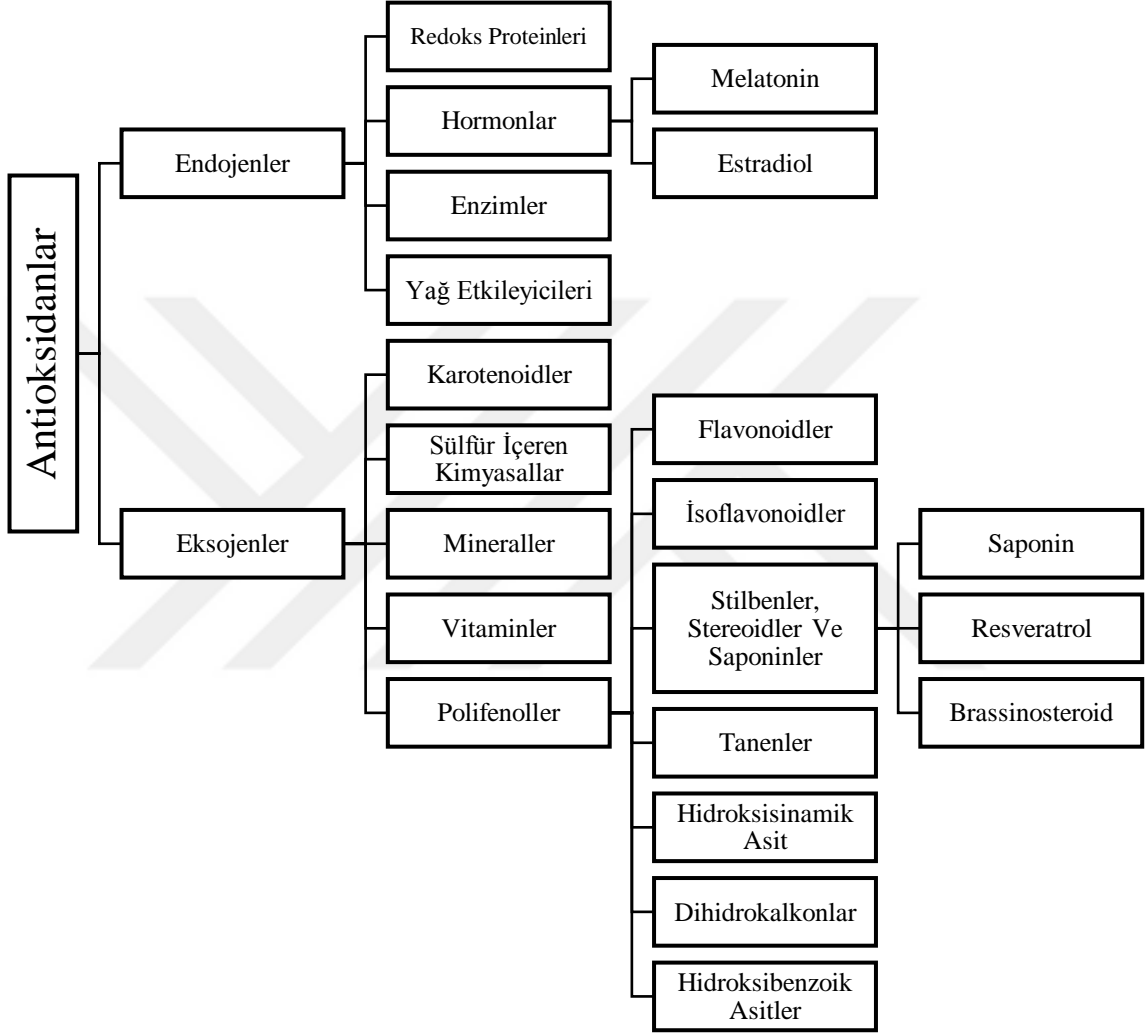 Antioksidanlar
Endojenler
Redoks Proteinleri
Hormonlar
Melatonin
Estradiol
Enzimler
Yağ Etkileyicileri
Eksojenler
Karotenoidler
Sülfür İçeren
Kimyasallar
Mineraller
Vitaminler
Polifenoller
Flavonoidler
İsoflavonoidler
Stilbenler,
Stereoidler Ve
Saponinler
Saponin
Resveratrol
Brassinosteroid
Tanenler
Hidroksisinamik
Asit
Dihidrokalkonlar
Hidroksibenzoik
Asitler